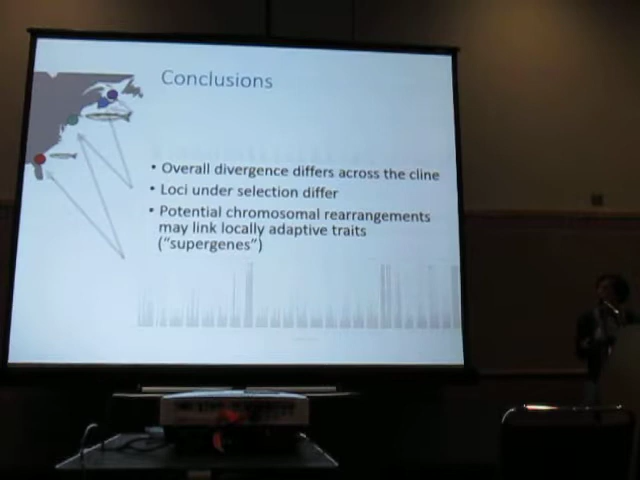 Conclusions
• Overall divergence differs across the cline
• Loci under selection differ
• Potential chromosomal rearrangements
may link locally adaptive traits
("supergenes")